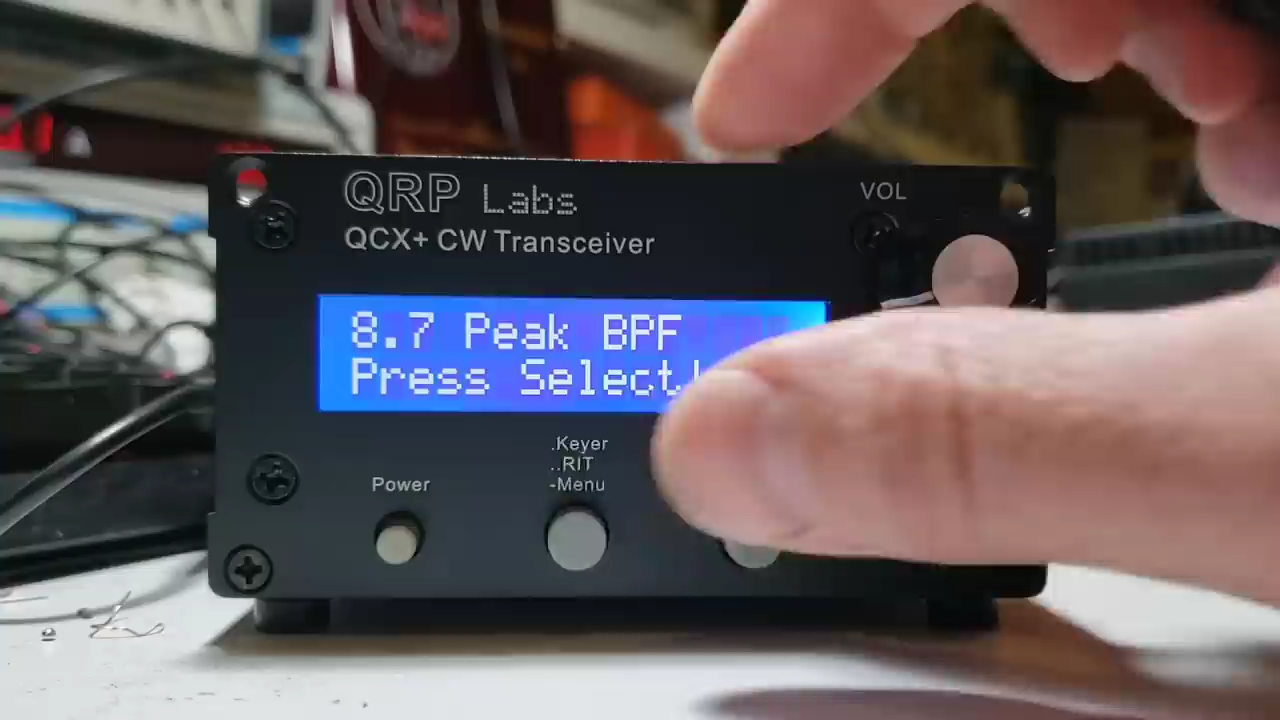 QRP Labs
QCX+ CW Transceiver
VOL
8.7 Peak BPF
Press Select!
.Keyer
..RIT
-Menu
Power